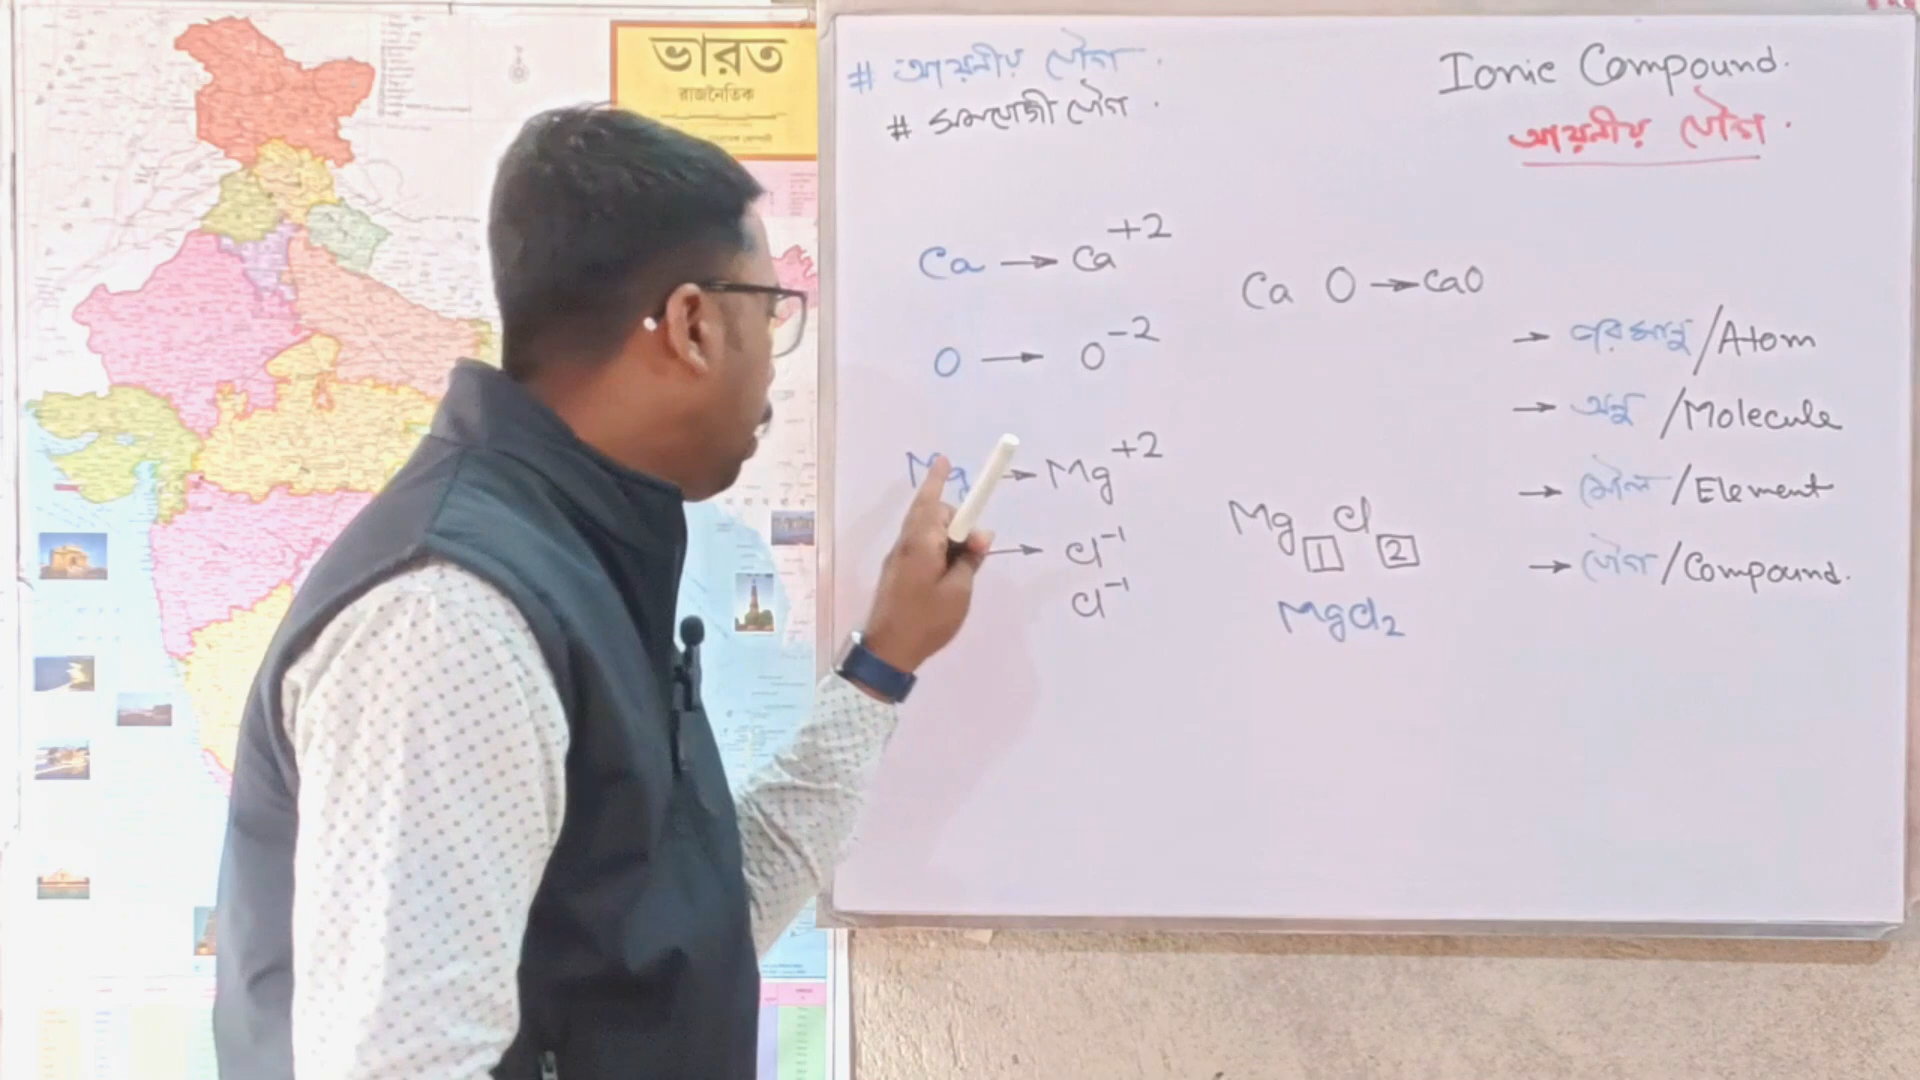 ভারত
রাজনৈতিক
# আয়নীয় যৌগ .
# সমযোজী যৌগ .
Ionic Compound.
আয়নীয় যৌগ .
Ca → Ca +2
Ca O → CaO
O → O -2
Mg → Mg +2
→ Cl -1
Cl -1
Mg 1 Cl 2
MgCl2
→ পরমাণু / Atom
→ অণু / Molecule
→ মৌল / Element
→ যৌগ / Compound.